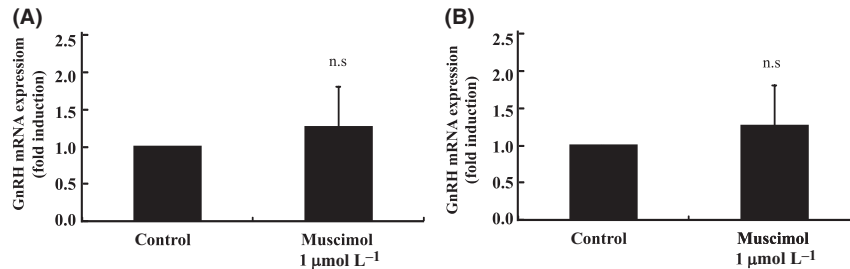 (A)
GnRH mRNA expressiom
(fold induction)
2.5
2.0
1.5
1.0
0.5
0.0
n.s
Control
Muscimol
1 μmol L–1
(B)
GnRH mRNA expressiom
(fold induction)
2.5
2.0
1.5
1.0
0.5
0.0
n.s
Control
Muscimol
1 μmol L–1